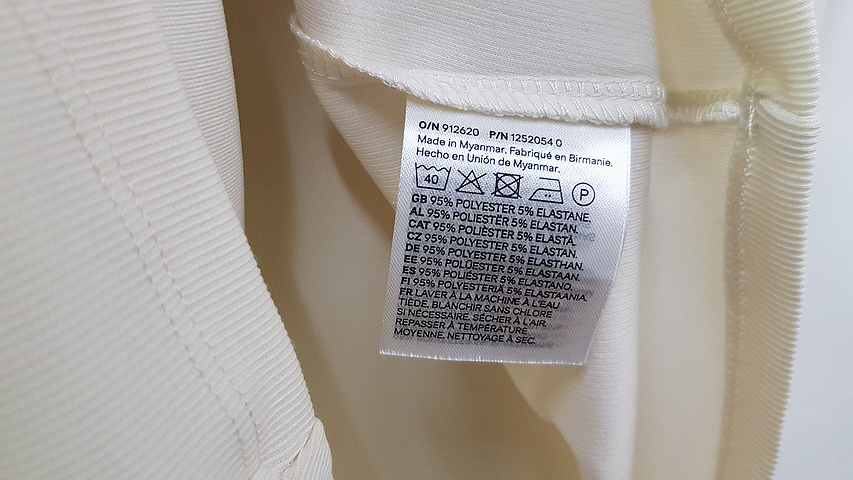 O/N 912620 P/N 1252054 0
Made in Myanmar. Fabriqué en Birmanie.
Hecho en Unión de Myanmar.
40 P
GB 95% POLYESTER 5% ELASTANE.
AL 95% POLIESTËR 5% ELASTAN.
CAT 95% POLIÈSTER 5% ELASTÀ.
CZ 95% POLYESTER 5% ELASTAN.
DE 95% POLYESTER 5% ELASTHAN.
EE 95% POLÜESTER 5% ELASTAAN.
ES 95% POLIÉSTER 5% ELASTANO.
FI 95% POLYESTERIÄ 5% ELASTAANIA.
FR LAVER À LA MACHINE À L'EAU
TIÈDE. BLANCHIR SANS CHLORE
SI NÉCESSAIRE. SÉCHER À L'AIR.
REPASSER À TEMPÉRATURE
MOYENNE. NETTOYAGE À SEC.